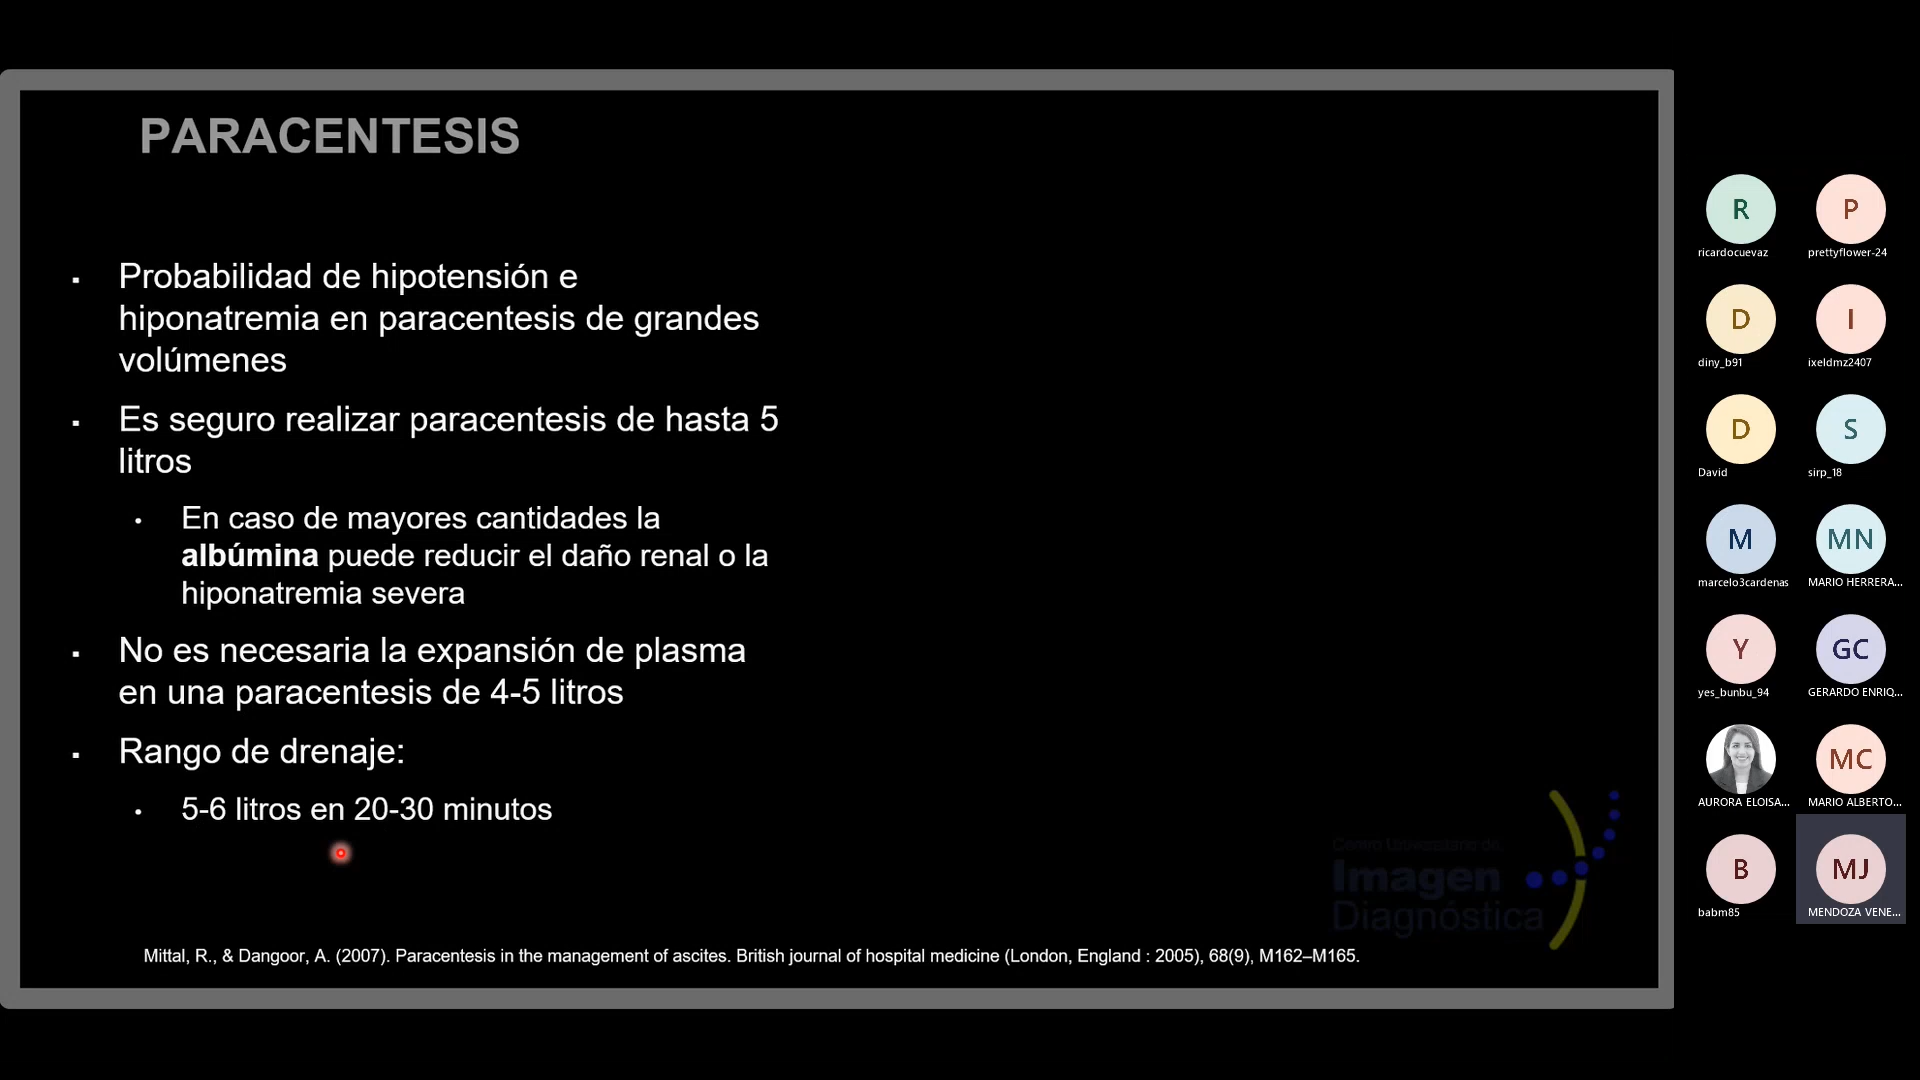 PARACENTESIS
▪ Probabilidad de hipotensión e
hiponatremia en paracentesis de grandes
volúmenes
▪ Es seguro realizar paracentesis de hasta 5
litros
• En caso de mayores cantidades la
albúmina puede reducir el daño renal o la
hiponatremia severa
▪ No es necesaria la expansión de plasma
en una paracentesis de 4-5 litros
▪ Rango de drenaje:
• 5-6 litros en 20-30 minutos
Centro Universitario de
Imagen
Diagnóstica
Mittal, R., & Dangoor, A. (2007). Paracentesis in the management of ascites. British journal of hospital medicine (London, England : 2005), 68(9), M162–M165.
R
ricardocuevaz
P
prettyflower-24
D
diny_b91
I
ixeldmz2407
D
David
S
sirp_18
M
marcelo3cardenas
MN
MARIO HERRERA...
Y
yes_bunbu_94
GC
GERARDO ENRIQ...
AURORA ELOISA...
MC
MARIO ALBERTO...
B
babm85
MJ
MENDOZA VENE...